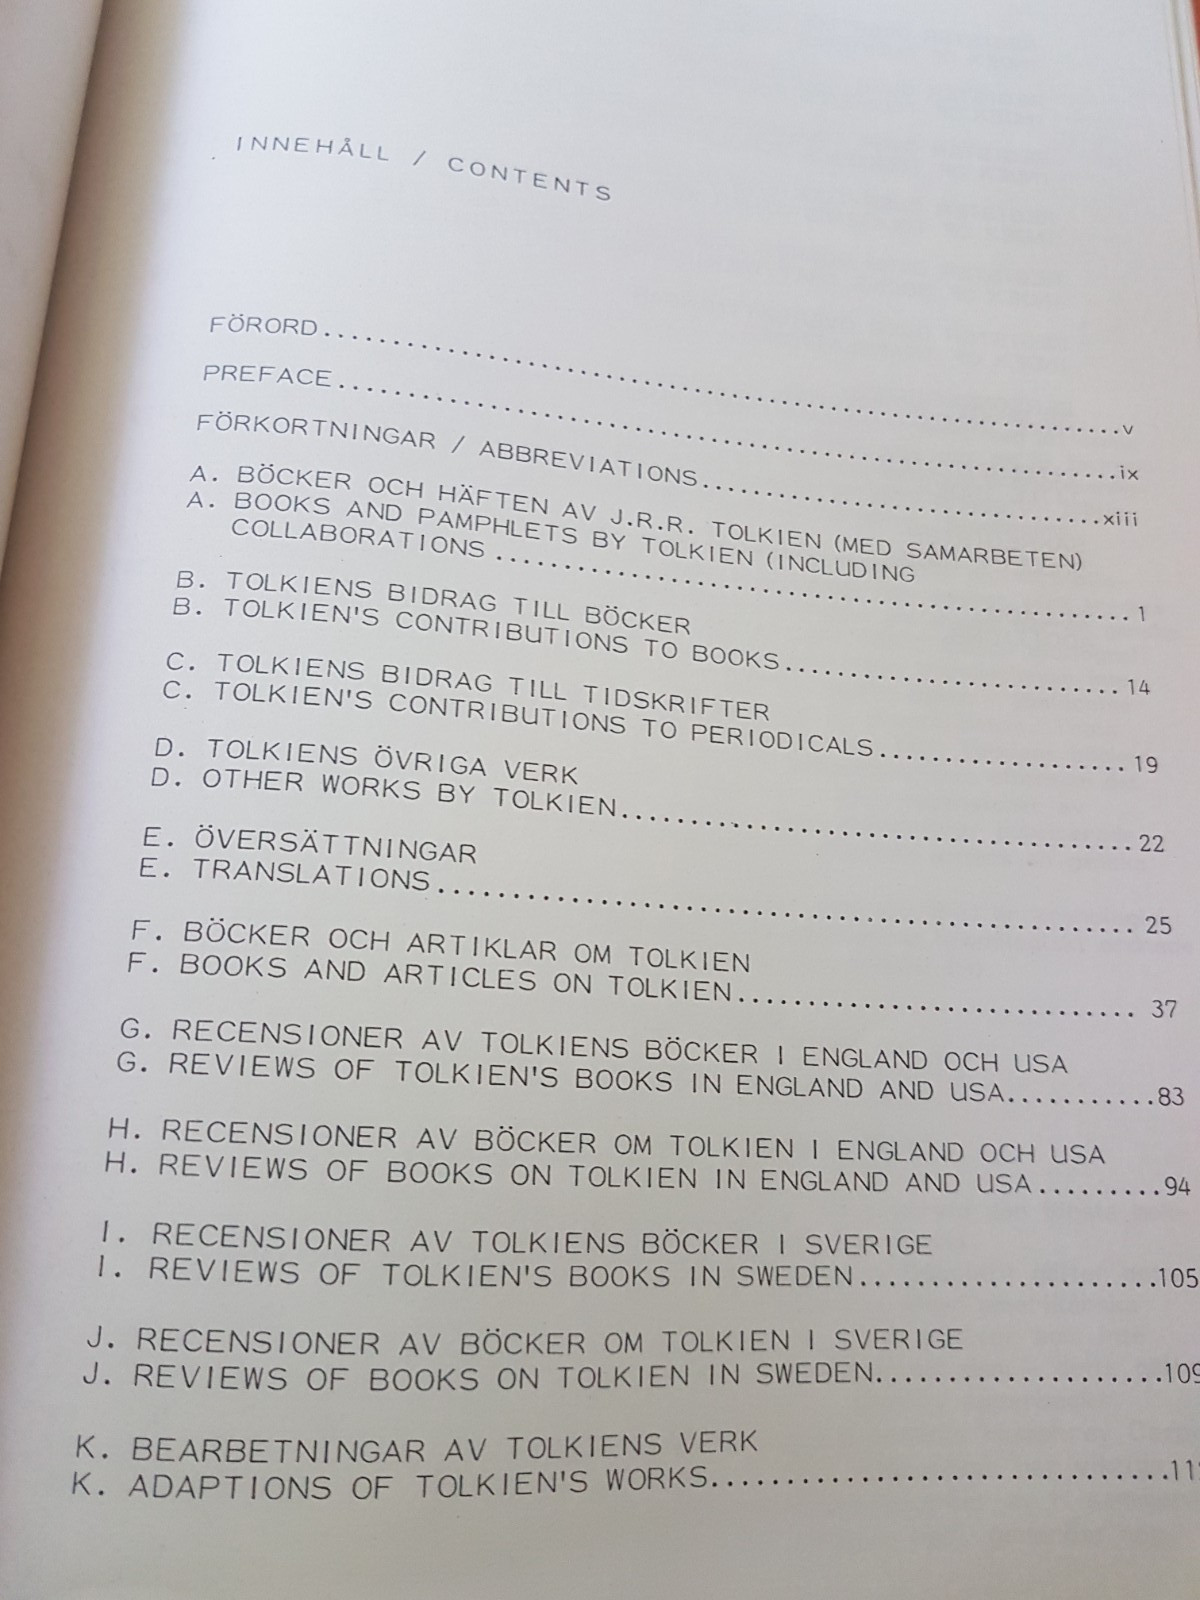 INNEHÅLL / CONTENTS
FÖRORD..........v
PREFACE..........ix
FÖRKORTNINGAR / ABBREVIATIONS..........xiii
A. BÖCKER OCH HÄFTEN AV J.R.R. TOLKIEN (MED SAMARBETEN)
A. BOOKS AND PAMPHLETS BY TOLKIEN (INCLUDING
COLLABORATIONS..........1
B. TOLKIENS BIDRAG TILL BÖCKER
B. TOLKIEN'S CONTRIBUTIONS TO BOOKS..........14
C. TOLKIENS BIDRAG TILL TIDSKRIFTER
C. TOLKIEN'S CONTRIBUTIONS TO PERIODICALS..........19
D. TOLKIENS ÖVRIGA VERK
D. OTHER WORKS BY TOLKIEN..........22
E. ÖVERSÄTTNINGAR
E. TRANSLATIONS..........25
F. BÖCKER OCH ARTIKLAR OM TOLKIEN
F. BOOKS AND ARTICLES ON TOLKIEN..........37
G. RECENSIONER AV TOLKIENS BÖCKER I ENGLAND OCH USA
G. REVIEWS OF TOLKIEN'S BOOKS IN ENGLAND AND USA..........83
H. RECENSIONER AV BÖCKER OM TOLKIEN I ENGLAND OCH USA
H. REVIEWS OF BOOKS ON TOLKIEN IN ENGLAND AND USA..........94
I. RECENSIONER AV TOLKIENS BÖCKER I SVERIGE
I. REVIEWS OF TOLKIEN'S BOOKS IN SWEDEN..........105
J. RECENSIONER AV BÖCKER OM TOLKIEN I SVERIGE
J. REVIEWS OF BOOKS ON TOLKIEN IN SWEDEN..........109
K. BEARBETNINGAR AV TOLKIENS VERK
K. ADAPTIONS OF TOLKIEN'S WORKS..........